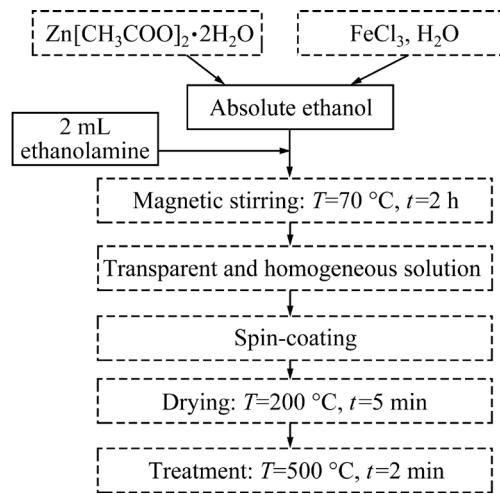 Zn[CH₃COO]₂•2H₂O
FeCl₃, H₂O
Absolute ethanol
2 mL
ethanolamine
Magnetic stirring: T=70 °C, t=2 h
Transparent and homogeneous solution
Spin-coating
Drying: T=200 °C, t=5 min
Treatment: T=500 °C, t=2 min